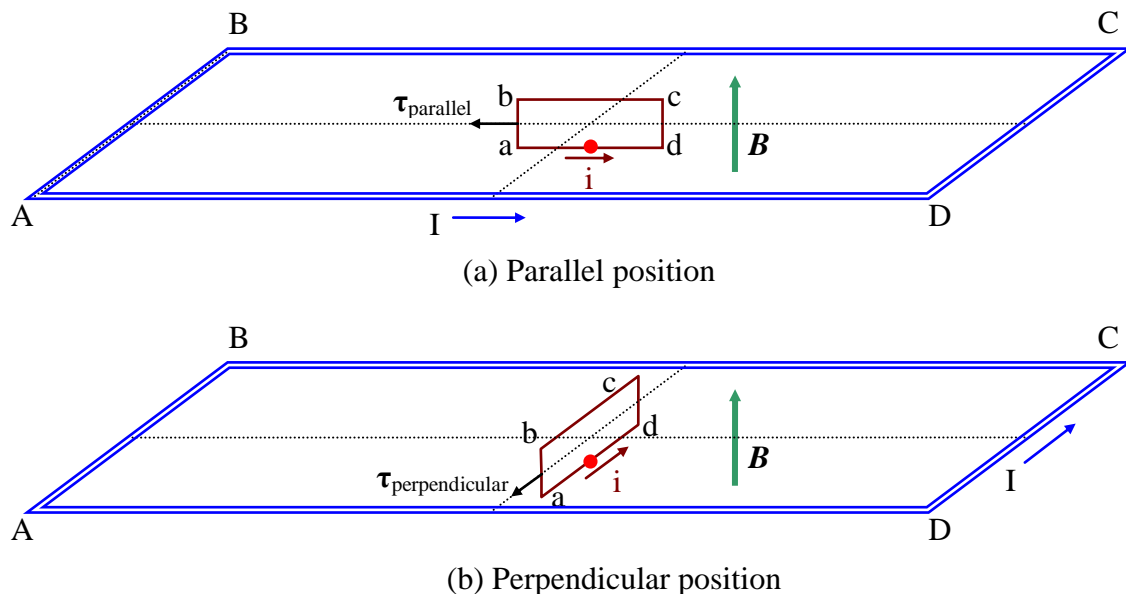 B
C
b
c
τparallel
a
d
B
i
A
I
D
(a) Parallel position
B
C
c
b
d
B
τperpendicular
i
I
a
A
D
(b) Perpendicular position